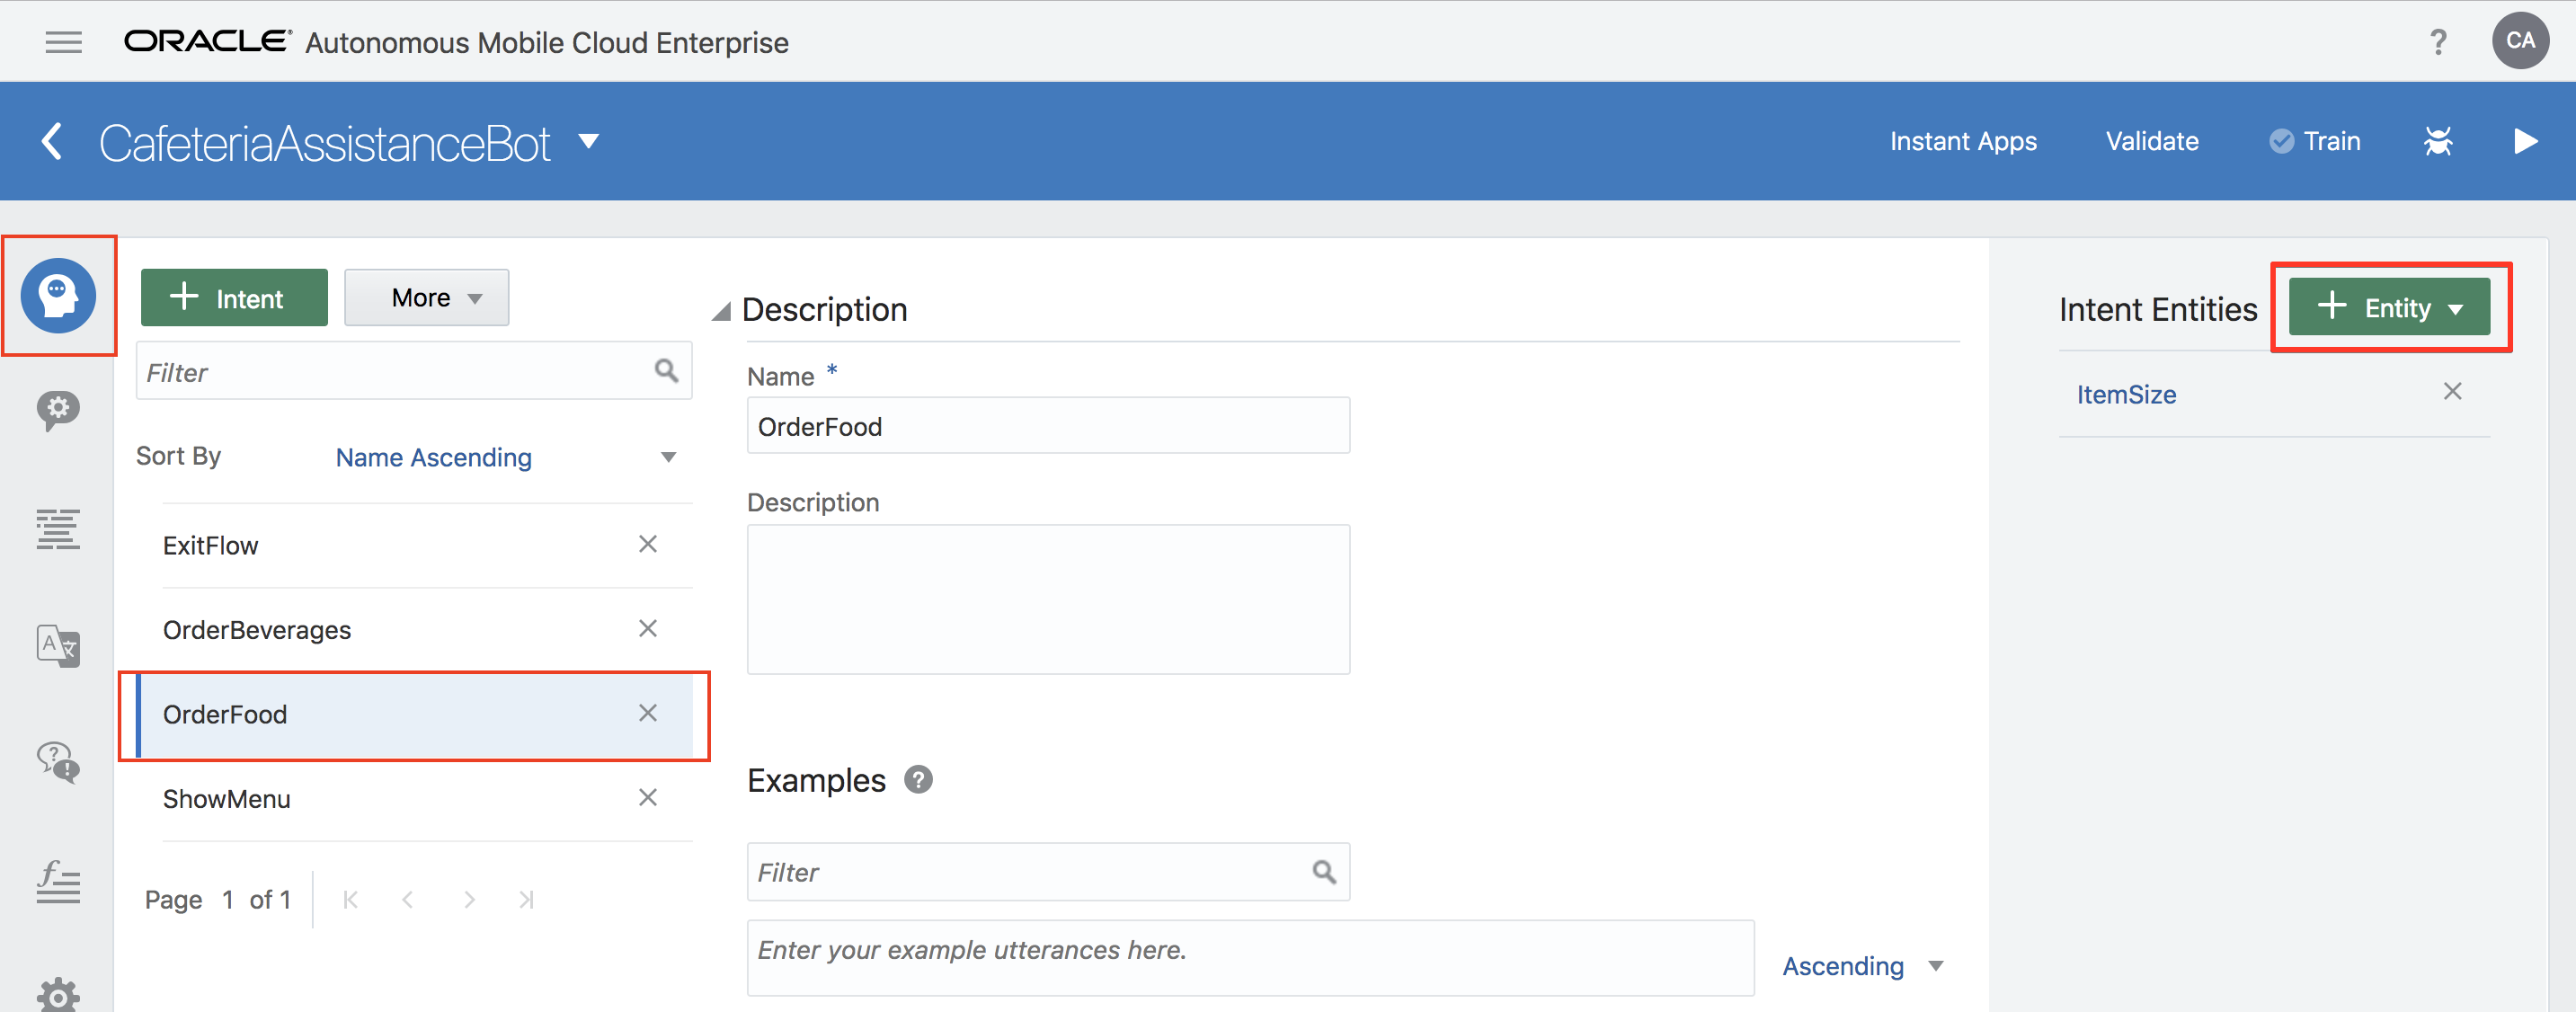 ORACLE® Autonomous Mobile Cloud Enterprise ? CA
CafeteriaAssistanceBot Instant Apps Validate Train
+ Intent More
Filter
Sort By Name Ascending
ExitFlow
OrderBeverages
OrderFood
ShowMenu
Page 1 of 1
Description
Name *
OrderFood
Description
Examples ?
Filter
Enter your example utterances here.
Ascending
Intent Entities + Entity
ItemSize